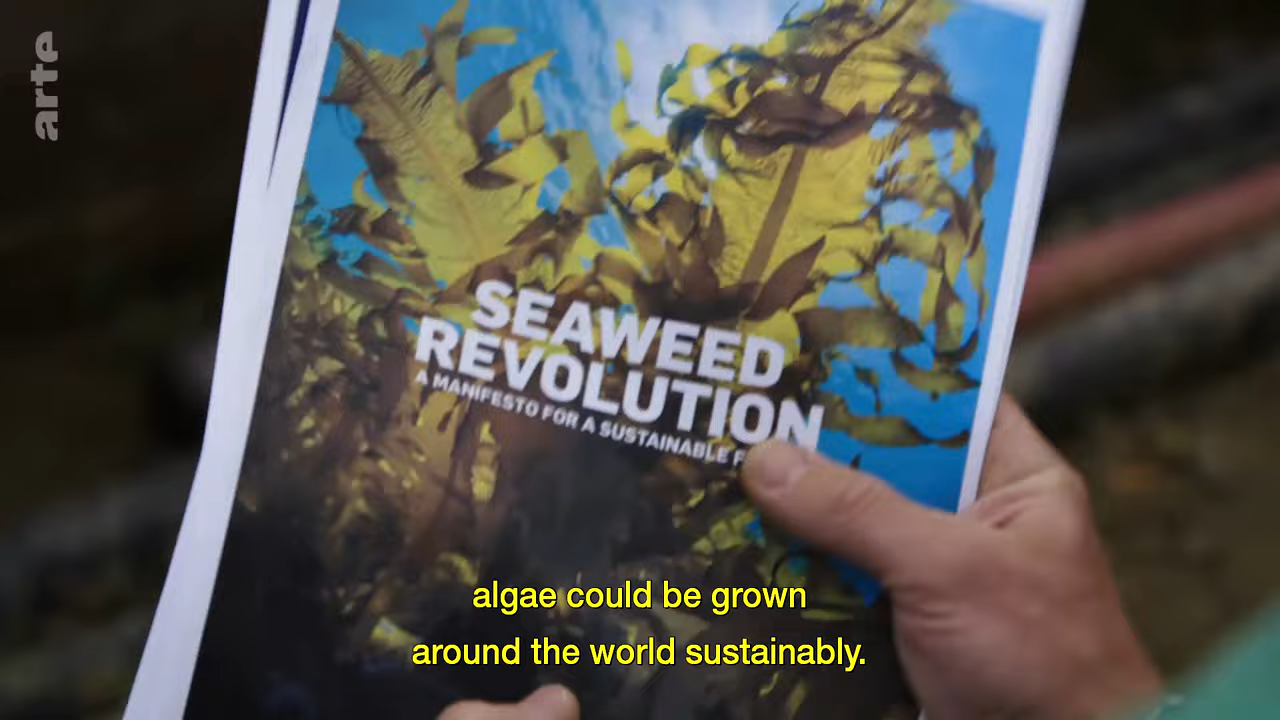 arte
SEAWEED
REVOLUTION
A MANIFESTO FOR A SUSTAINABLE
algae could be grown
around the world sustainably.